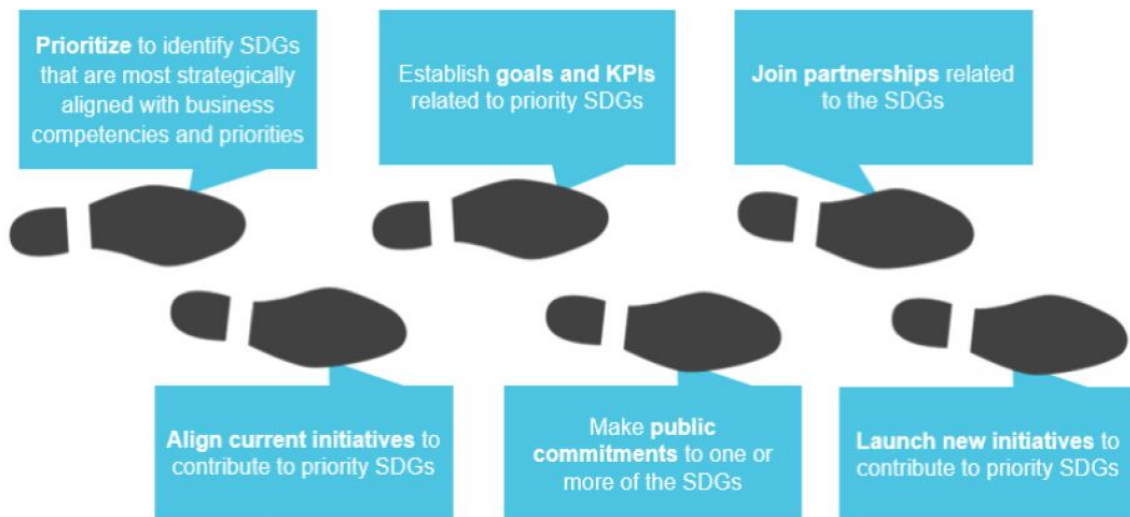 Prioritize to identify SDGs
that are most strategically
aligned with business
competencies and priorities
Establish goals and KPIs
related to priority SDGs
Join partnerships related
to the SDGs
Align current initiatives to
contribute to priority SDGs
Make public
commitments to one or
more of the SDGs
Launch new initiatives to
contribute to priority SDGs